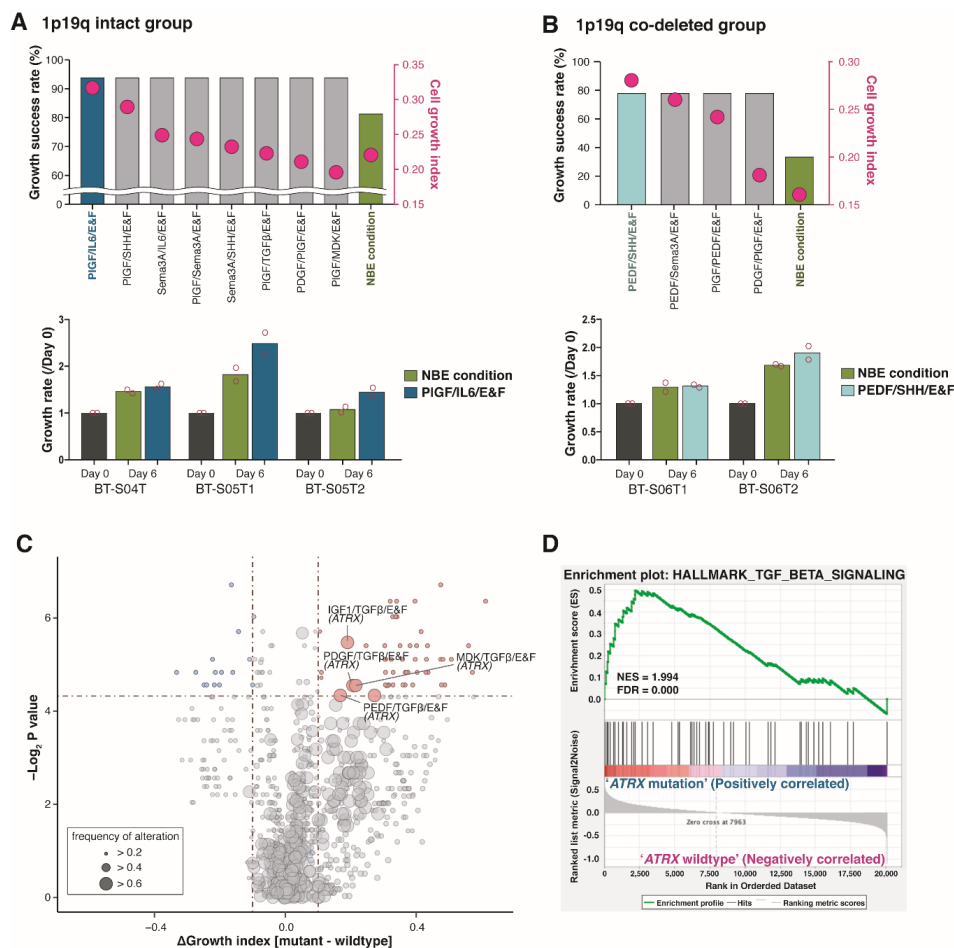 A
1p19q intact group
Growth success rate (%)
100
90
80
70
60
0
0.35
0.30
0.25
0.20
0.15
Cell growth index
PlGF/IL6/E&F
PlGF/SHH/E&F
Sema3A/IL6/E&F
PlGF/Sema3A/E&F
Sema3A/SHH/E&F
PlGF/TGFβ/E&F
PDGF/PlGF/E&F
PlGF/MDK/E&F
NBE condition
Growth rate (/Day 0)
3
2
1
0
NBE condition
PlGF/IL6/E&F
Day 0 Day 6 Day 0 Day 6 Day 0 Day 6
BT-S04T BT-S05T1 BT-S05T2
B
1p19q co-deleted group
Growth success rate (%)
100
80
60
40
20
0
0.30
0.25
0.20
0.15
Cell growth index
PEDF/SHH/E&F
PEDF/Sema3A/E&F
PlGF/PEDF/E&F
PDGF/PlGF/E&F
NBE condition
Growth rate (/Day 0)
2.5
2.0
1.5
1.0
0.5
0.0
NBE condition
PEDF/SHH/E&F
Day 0 Day 6 Day 0 Day 6
BT-S06T1 BT-S06T2
C
−Log2 P value
6
4
2
0
IGF1/TGFβ/E&F
(ATRX)
PDGF/TGFβ/E&F
(ATRX)
MDK/TGFβ/E&F
(ATRX)
PEDF/TGFβ/E&F
(ATRX)
frequency of alteration
> 0.2
> 0.4
> 0.6
−0.4 0.0 0.4
ΔGrowth index [mutant - wildtype]
D
Enrichment plot: HALLMARK_TGF_BETA_SIGNALING
Enrichment score (ES)
0.5
0.4
0.3
0.2
0.1
0.0
NES = 1.994
FDR = 0.000
Ranked list metric (Signal2Noise)
'ATRX mutation' (Positively correlated)
0.5
0.0
-0.5
-1.0
Zero cross at 7963
'ATRX wildtype' (Negatively correlated)
0 2,500 5,000 7,500 10,000 12,500 15,000 17,500 20,000
Rank in Orderded Dataset
Enrichment profile Hits Ranking metric scores